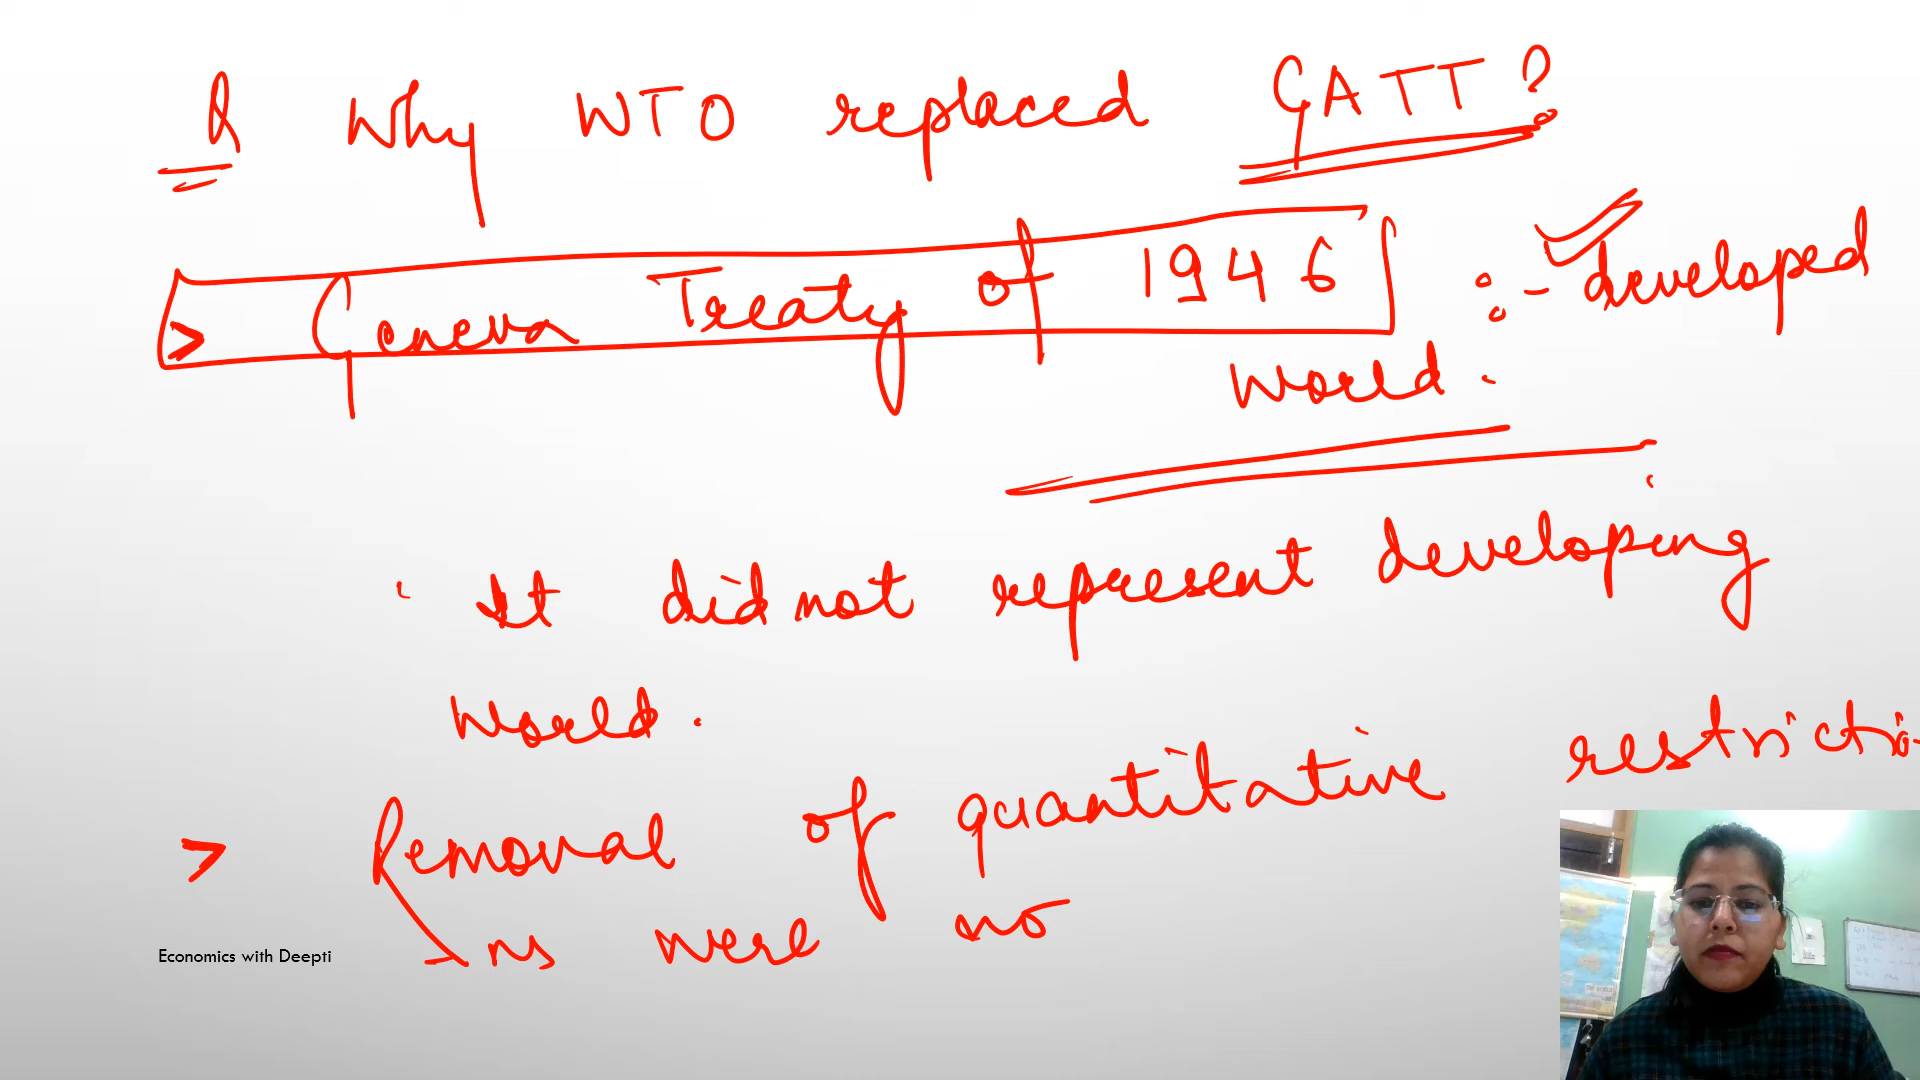 Q Why WTO replaced GATT?
> Geneva Treaty of 1946 :- developed
world.
It did not represent developing
world.
> Removal of quantitative restrictio-
ns were no
Economics with Deepti